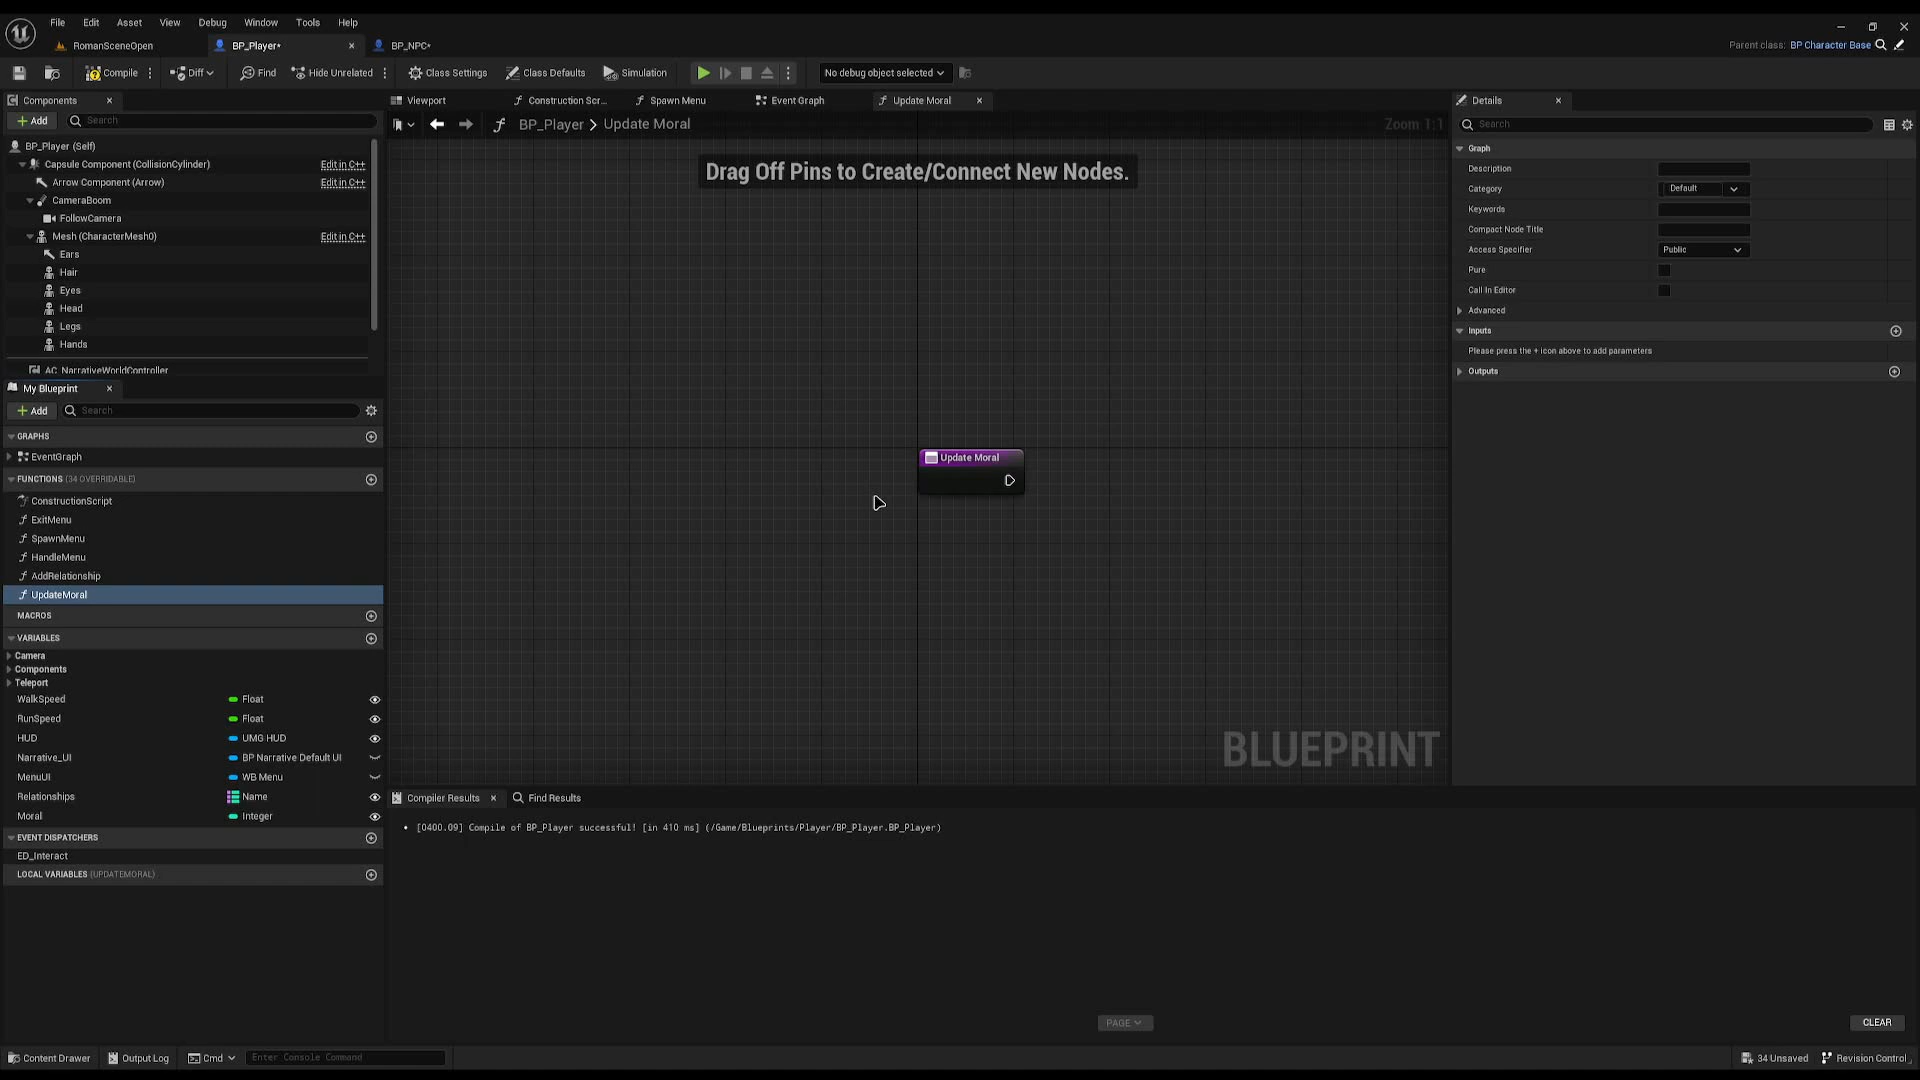 File Edit Asset View Debug Window Tools Help
RomanSceneOpen
BP_Player*
BP_NPC*
Parent class: BP Character Base
Compile
Diff
Find
Hide Unrelated
Class Settings
Class Defaults
Simulation
No debug object selected
Components
Add
Search
BP_Player (Self)
Capsule Component (CollisionCylinder) Edit in C++
Arrow Component (Arrow) Edit in C++
CameraBoom
FollowCamera
Mesh (CharacterMesh0) Edit in C++
Ears
Hair
Eyes
Head
Legs
Hands
AC_NarrativeWorldController
My Blueprint
Add
Search
GRAPHS
EventGraph
FUNCTIONS (34 OVERRIDABLE)
ConstructionScript
ExitMenu
SpawnMenu
HandleMenu
AddRelationship
UpdateMoral
MACROS
VARIABLES
Camera
Components
Teleport
WalkSpeed Float
RunSpeed Float
HUD UMG HUD
Narrative_UI BP Narrative Default UI
MenuUI WB Menu
Relationships Name
Moral Integer
EVENT DISPATCHERS
ED_Interact
LOCAL VARIABLES (UPDATEMORAL)
Viewport
Construction Scr...
Spawn Menu
Event Graph
Update Moral
BP_Player > Update Moral
Zoom 1:1
Drag Off Pins to Create/Connect New Nodes.
Update Moral
BLUEPRINT
Compiler Results
Find Results
[0400.09] Compile of BP_Player successful! [in 410 ms] (/Game/Blueprints/Player/BP_Player.BP_Player)
PAGE
CLEAR
Details
Search
Graph
Description
Category Default
Keywords
Compact Node Title
Access Specifier Public
Pure
Call In Editor
Advanced
Inputs
Please press the + icon above to add parameters
Outputs
Content Drawer
Output Log
Cmd
Enter Console Command
34 Unsaved
Revision Control